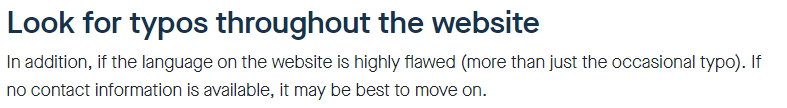 Look for typos throughout the website
In addition, if the language on the website is highly flawed (more than just the occasional typo). If
no contact information is available, it may be best to move on.